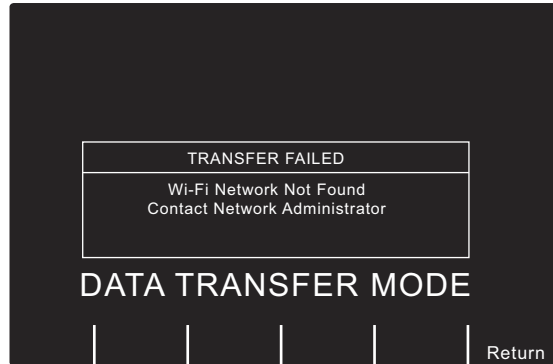 TRANSFER FAILED
Wi-Fi Network Not Found
Contact Network Administrator
DATA TRANSFER MODE
Return